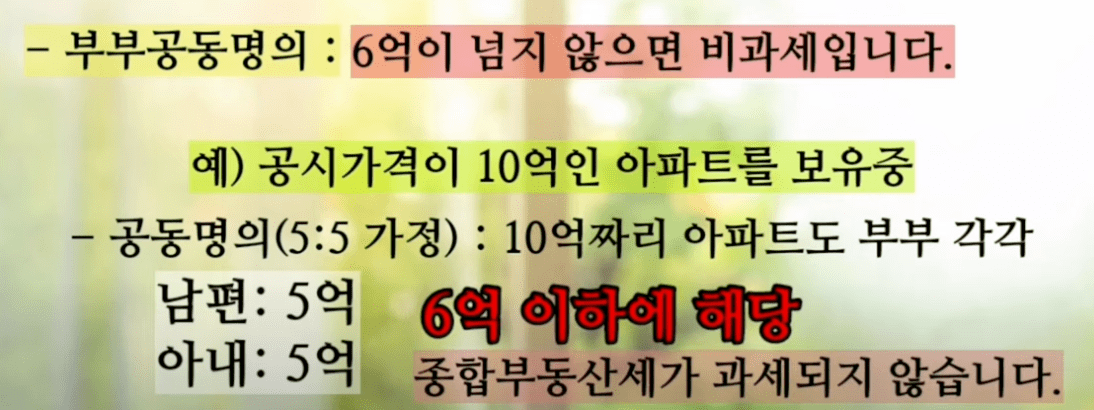 - 부부공동명의 : 6억이 넘지 않으면 비과세입니다.
예) 공시가격이 10억인 아파트를 보유중
- 공동명의(5:5 가정) : 10억짜리 아파트도 부부 각각
남편: 5억
아내: 5억
6억 이하에 해당
종합부동산세가 과세되지 않습니다.